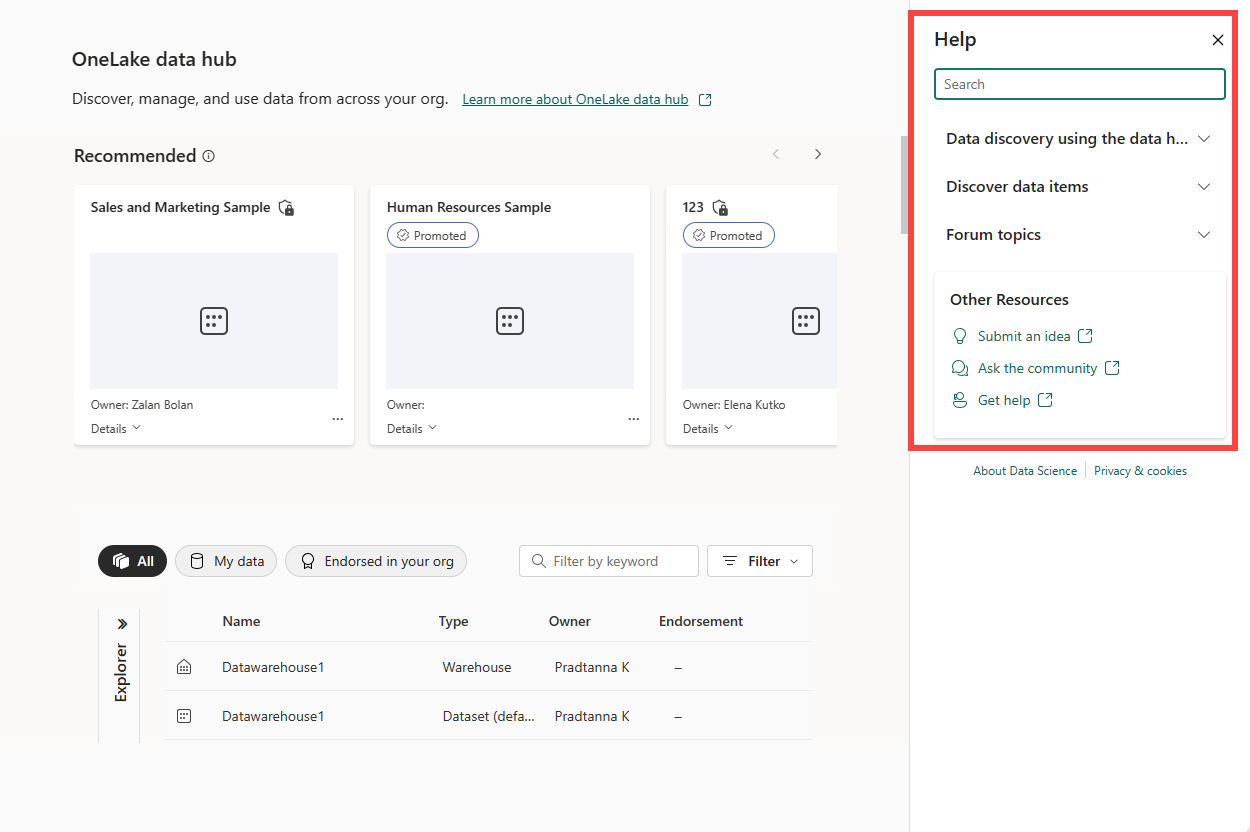 OneLake data hub
Discover, manage, and use data from across your org. Learn more about OneLake data hub
Recommended
Sales and Marketing Sample
Owner: Zalan Bolan
Details
Human Resources Sample
Promoted
Owner:
Details
123
Promoted
Owner: Elena Kutko
Details
All My data Endorsed in your org Filter by keyword Filter
Explorer
Name Type Owner Endorsement
Datawarehouse1 Warehouse Pradtanna K –
Datawarehouse1 Dataset (defa... Pradtanna K –
Help
Search
Data discovery using the data h...
Discover data items
Forum topics
Other Resources
Submit an idea
Ask the community
Get help
About Data Science Privacy & cookies